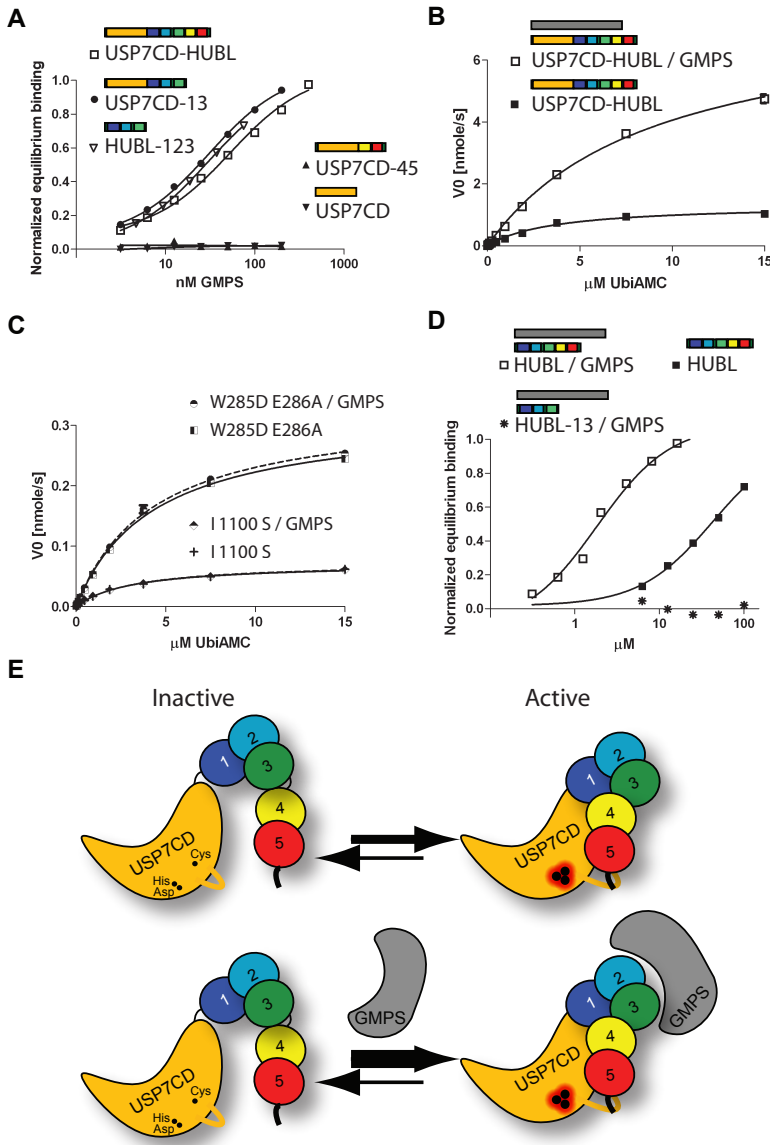 A
USP7CD-HUBL
USP7CD-13
HUBL-123
USP7CD-45
USP7CD
Normalized equilibrium binding
1.0
0.8
0.6
0.4
0.2
0.0
10
100
1000
nM GMPS
B
USP7CD-HUBL / GMPS
USP7CD-HUBL
V0 [nmole/s]
6
4
2
0
0
5
10
15
µM UbiAMC
C
W285D E286A / GMPS
W285D E286A
I 1100 S / GMPS
I 1100 S
V0 [nmole/s]
0.3
0.2
0.1
0.0
0
5
10
15
µM UbiAMC
D
HUBL / GMPS
HUBL
HUBL-13 / GMPS
Normalized equilibrium binding
1.0
0.8
0.6
0.4
0.2
0.0
1
10
100
µM
E
Inactive
Active
1
2
3
4
5
USP7CD
Cys
His
Asp
1
2
3
4
5
USP7CD
1
2
3
4
5
USP7CD
Cys
His
Asp
GMPS
1
2
3
4
5
USP7CD
GMPS